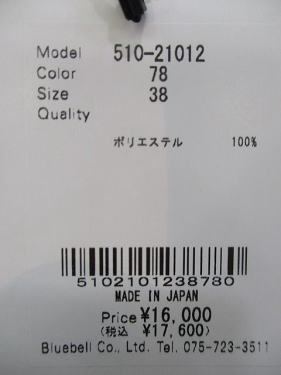 Model 510-21012
Color 78
Size 38
Quality
ポリエステル 100%
5102101238780
MADE IN JAPAN
Price ¥16,000
(税込 ¥17,600)
Bluebell Co., Ltd. Tel. 075-723-3511